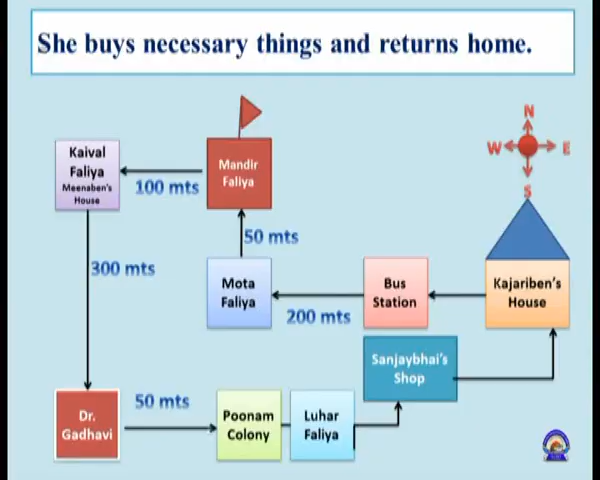 She buys necessary things and returns home.
N
W E
S
Kaival
Faliya
Meenaben's
House
100 mts
Mandir
Faliya
50 mts
300 mts
Mota
Faliya
200 mts
Bus
Station
Kajariben's
House
Sanjaybhai's
Shop
Dr.
Gadhavi
50 mts
Poonam
Colony
Luhar
Faliya